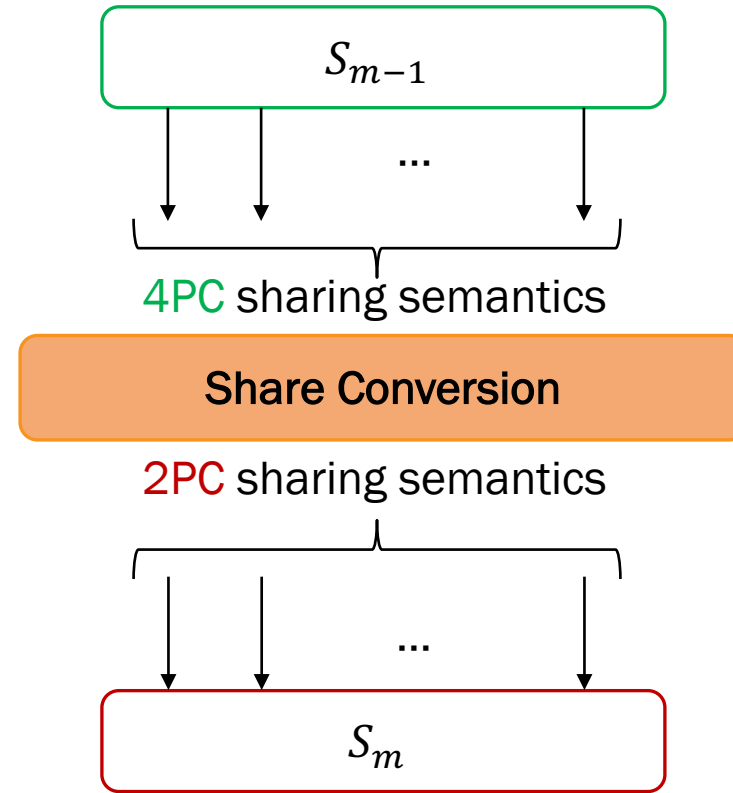 S_{m−1}
...
4PC sharing semantics
Share Conversion
2PC sharing semantics
...
S_m